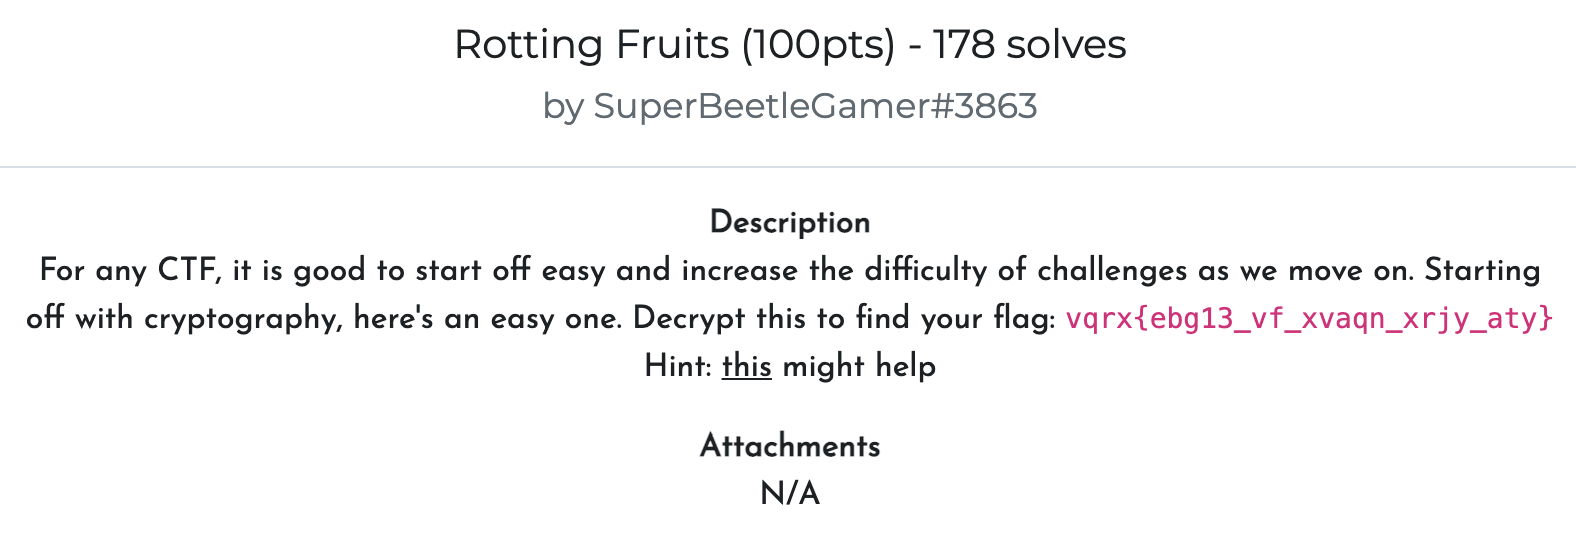 Rotting Fruits (100pts) - 178 solves
by SuperBeetleGamer#3863
Description
For any CTF, it is good to start off easy and increase the difficulty of challenges as we move on. Starting
off with cryptography, here's an easy one. Decrypt this to find your flag: vqrx{ebg13_vf_xvaqn_xrjy_aty}
Hint: this might help
Attachments
N/A